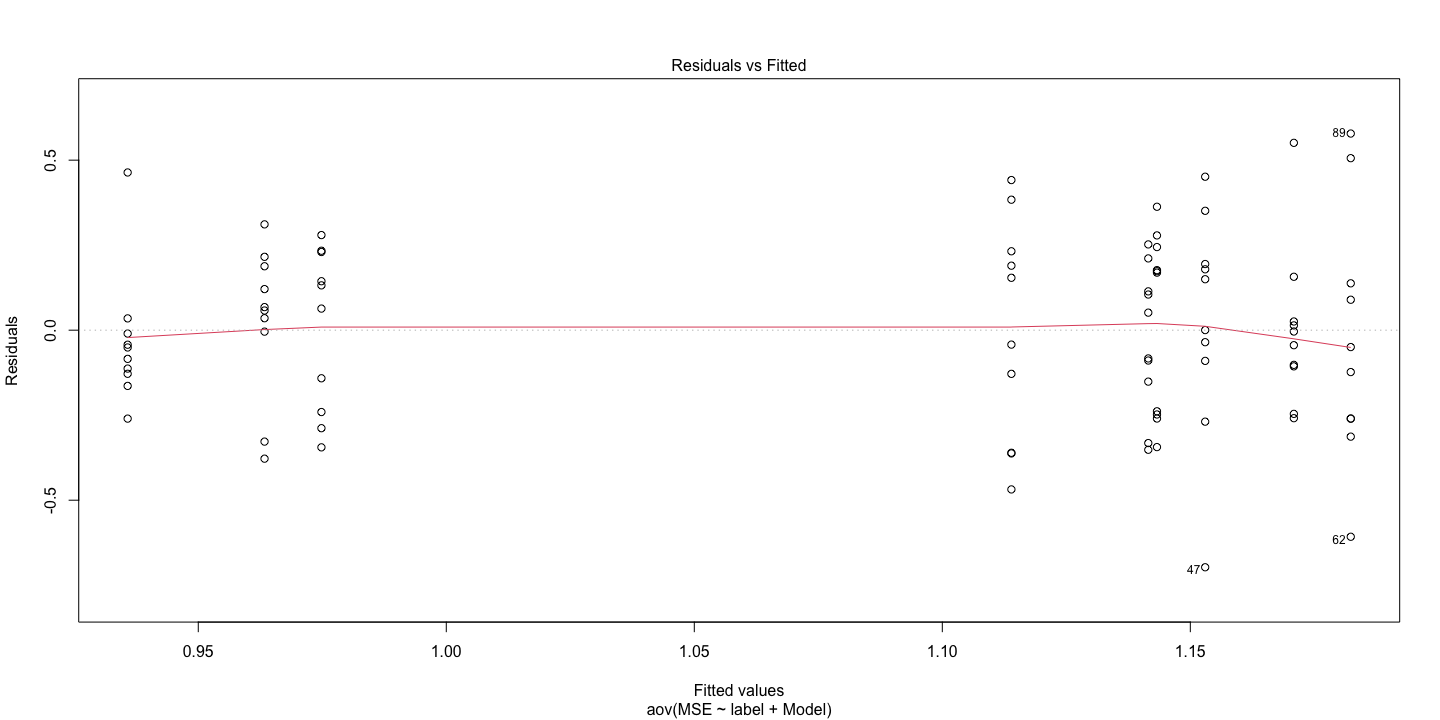 Residuals vs Fitted
Residuals
0.5
0.0
-0.5
89
62
47
0.95 1.00 1.05 1.10 1.15
Fitted values
aov(MSE ~ label + Model)